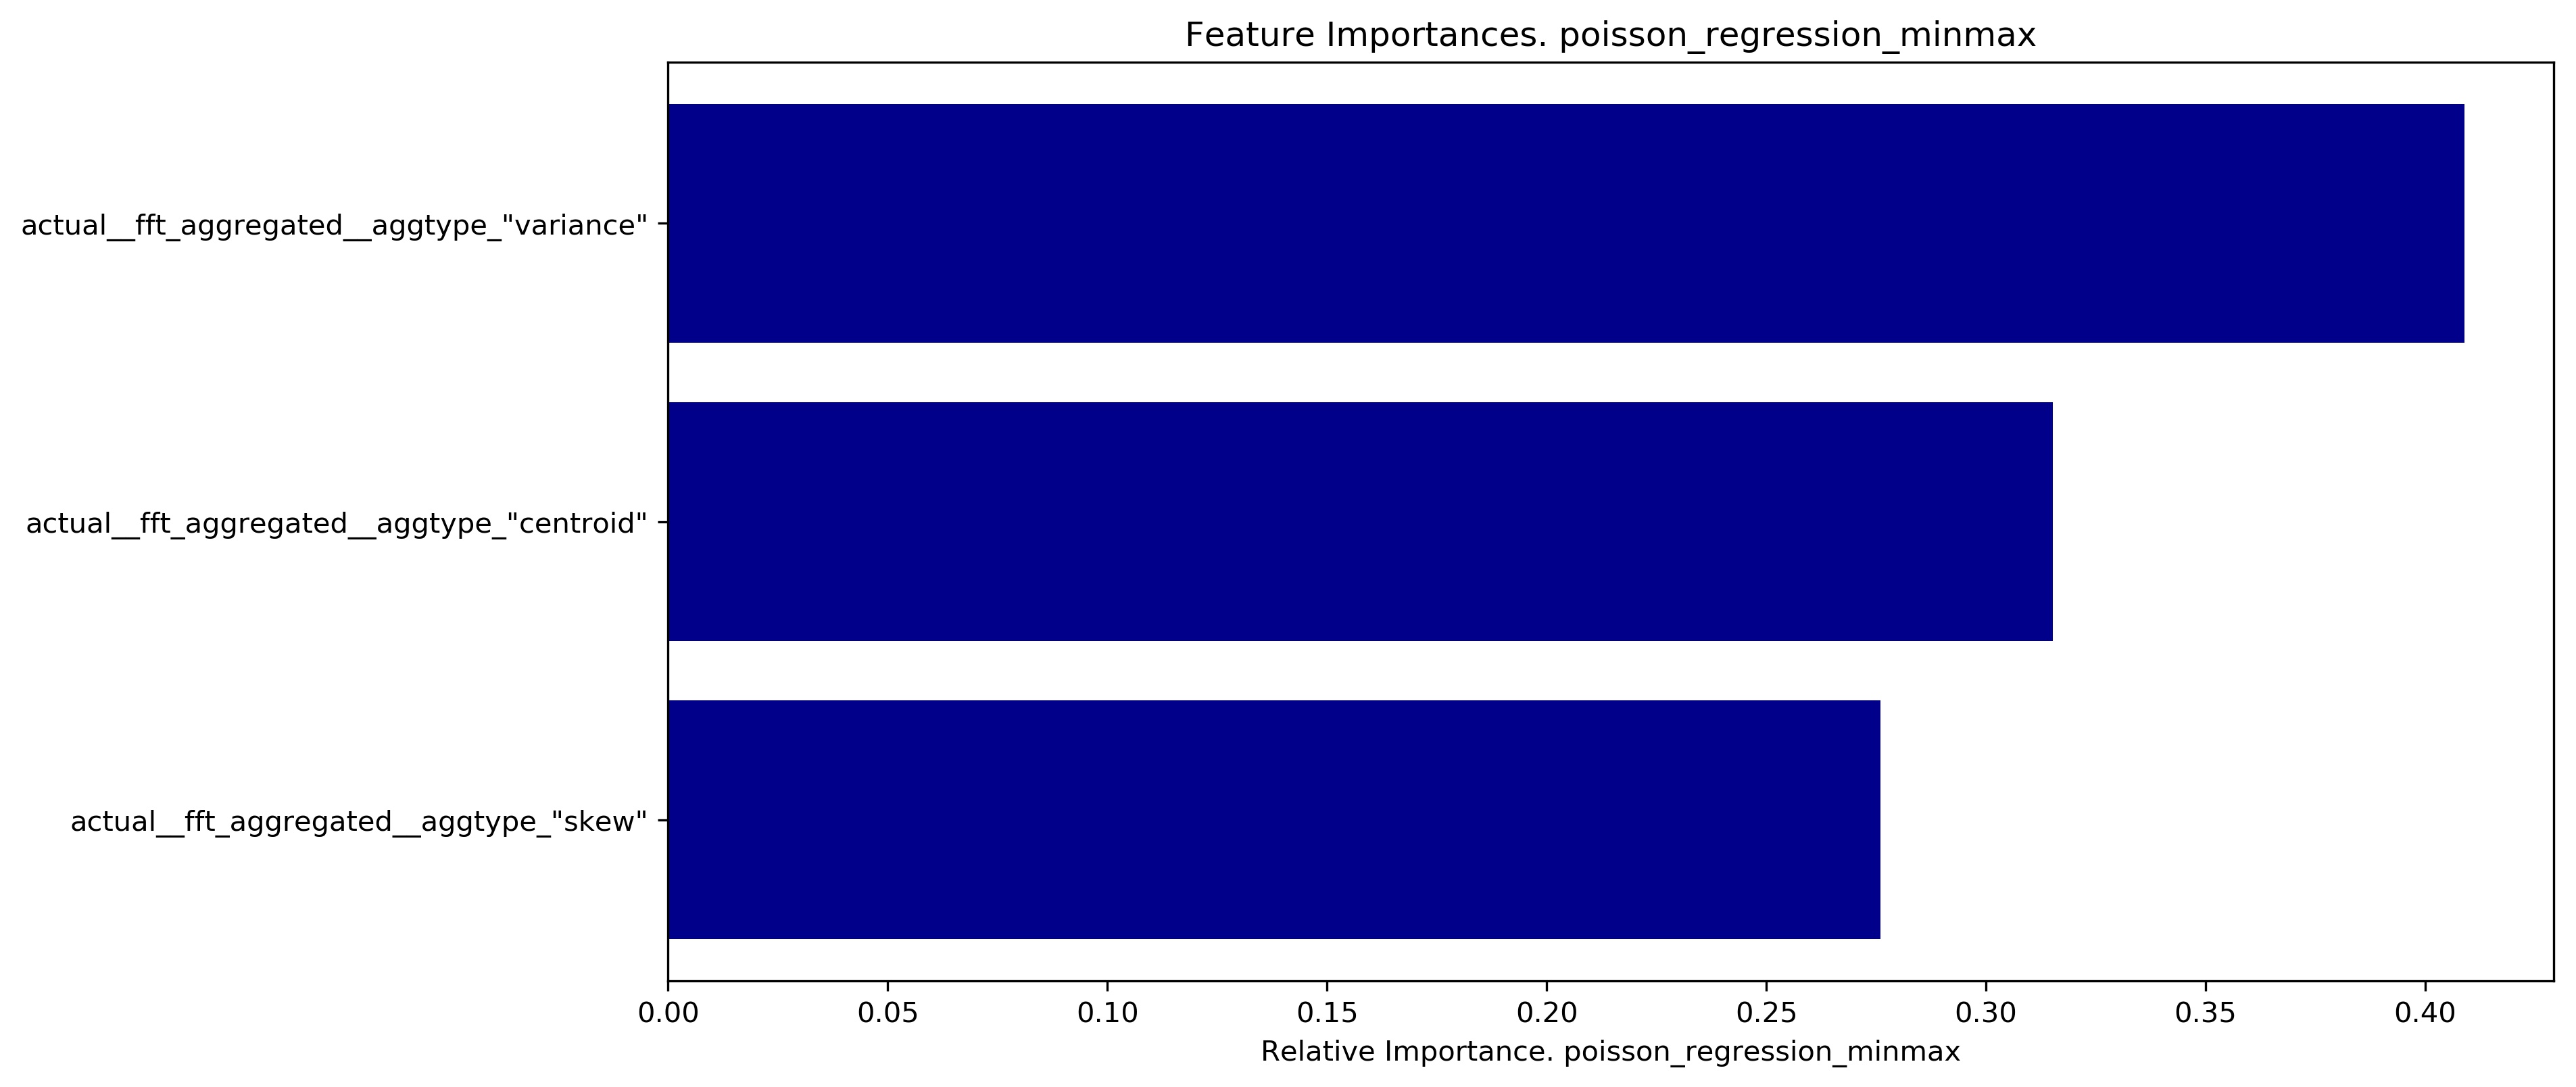 Feature Importances. poisson_regression_minmax
actual__fft_aggregated__aggtype_"variance"
actual__fft_aggregated__aggtype_"centroid"
actual__fft_aggregated__aggtype_"skew"
0.00 0.05 0.10 0.15 0.20 0.25 0.30 0.35 0.40
Relative Importance. poisson_regression_minmax